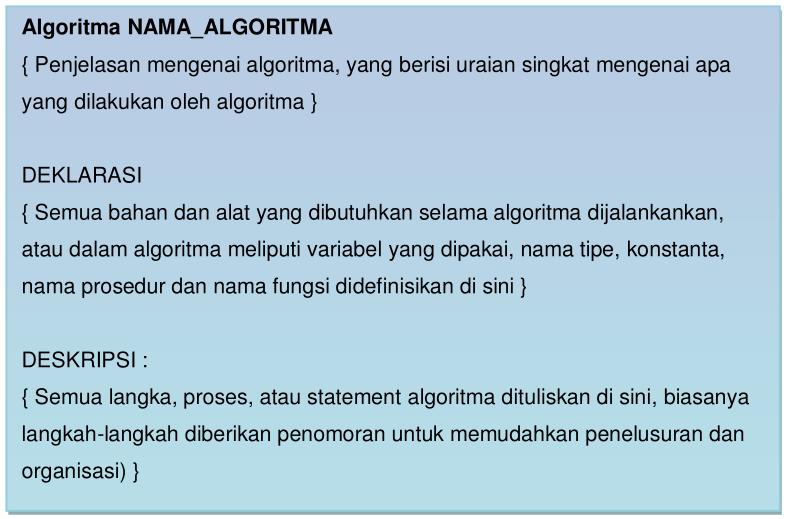 Algoritma NAMA_ALGORITMA
{ Penjelasan mengenai algoritma, yang berisi uraian singkat mengenai apa
yang dilakukan oleh algoritma }
DEKLARASI
{ Semua bahan dan alat yang dibutuhkan selama algoritma dijalankankan,
atau dalam algoritma meliputi variabel yang dipakai, nama tipe, konstanta,
nama prosedur dan nama fungsi didefinisikan di sini }
DESKRIPSI :
{ Semua langka, proses, atau statement algoritma dituliskan di sini, biasanya
langkah-langkah diberikan penomoran untuk memudahkan penelusuran dan
organisasi) }